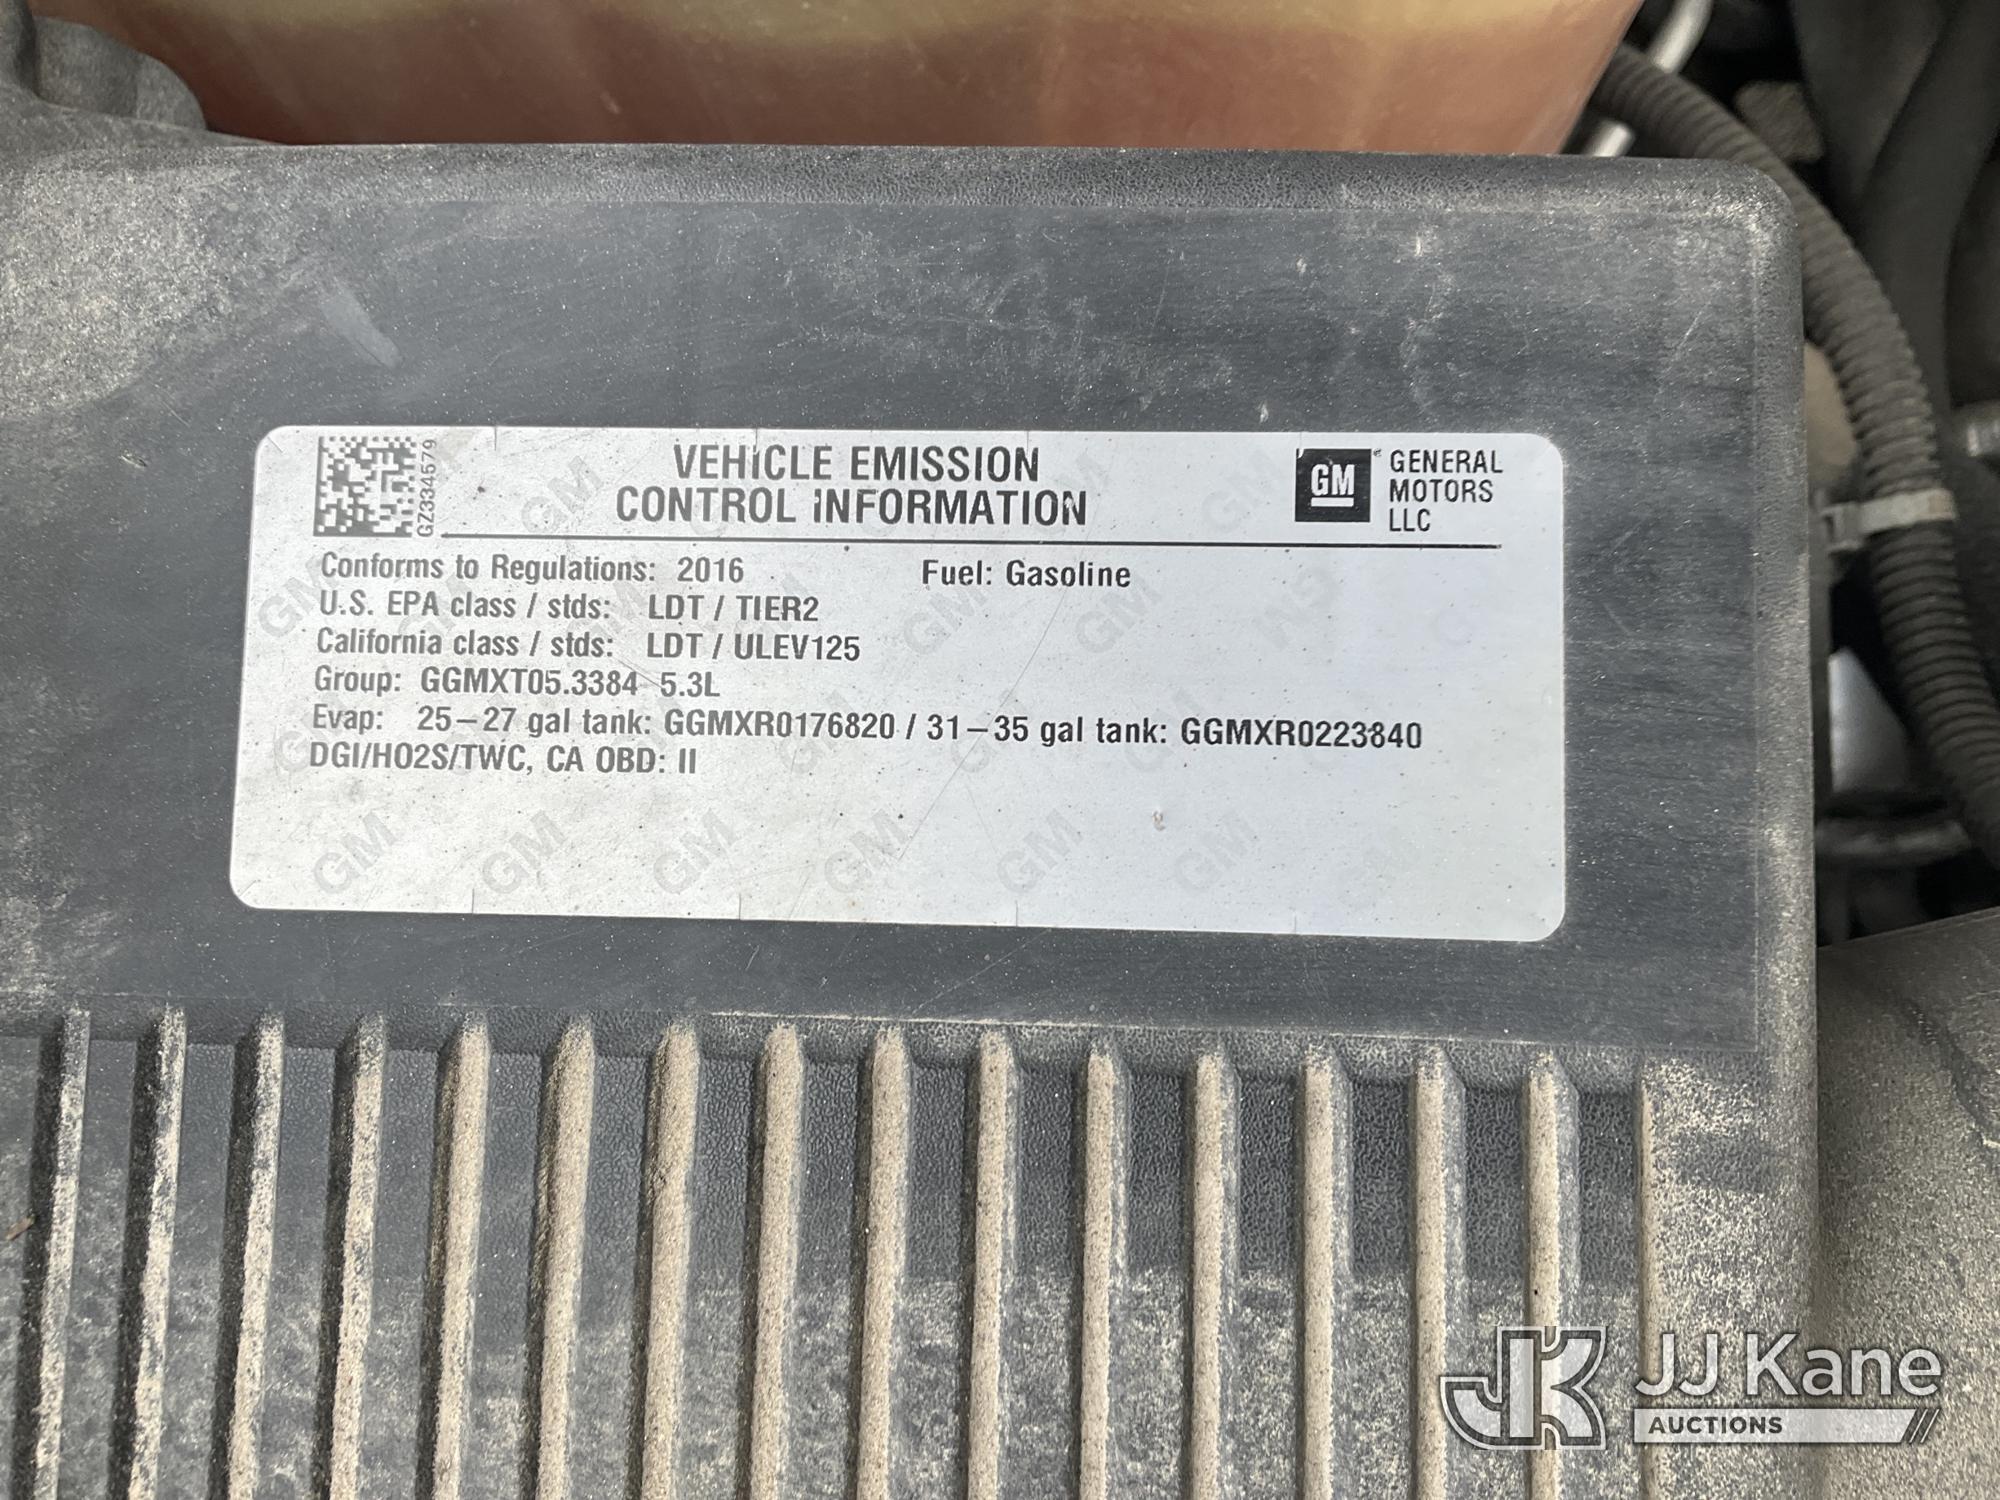 GZ334579
VEHICLE EMISSION
CONTROL INFORMATION
GM
GENERAL
MOTORS
LLC
Conforms to Regulations: 2016 Fuel: Gasoline
U.S. EPA class / stds: LDT / TIER2
California class / stds: LDT / ULEV125
Group: GGMXT05.3384 5.3L
Evap: 25–27 gal tank: GGMXR0176820 / 31–35 gal tank: GGMXR0223840
DGI/HO2S/TWC, CA OBD: II
JK JJ Kane
AUCTIONS